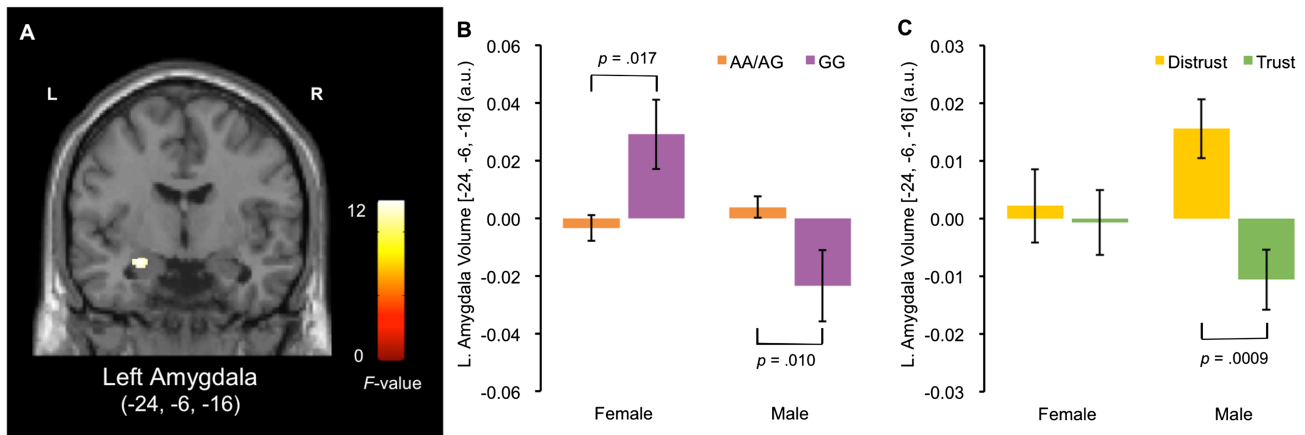 A
L
R
12
0
F-value
Left Amygdala
(-24, -6, -16)
B
L. Amygdala Volume [-24, -6, -16] (a.u.)
0.06
0.04
0.02
0.00
-0.02
-0.04
-0.06
AA/AG
GG
p = .017
p = .010
Female
Male
C
L. Amygdala Volume [-24, -6, -16] (a.u.)
0.03
0.02
0.01
0.00
-0.01
-0.02
-0.03
Distrust
Trust
p = .0009
Female
Male